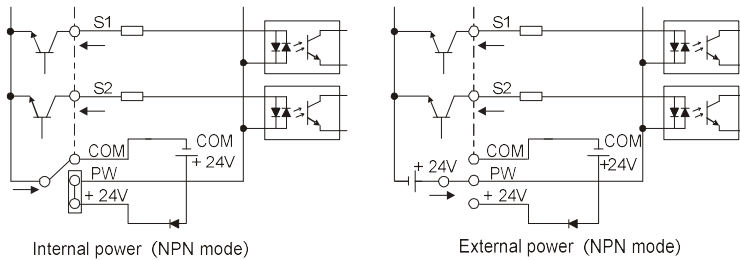 S1
S2
COM
COM
+ 24V
PW
+ 24V
Internal power (NPN mode)
S1
S2
COM
COM
+24V
+ 24V
PW
+ 24V
External power (NPN mode)